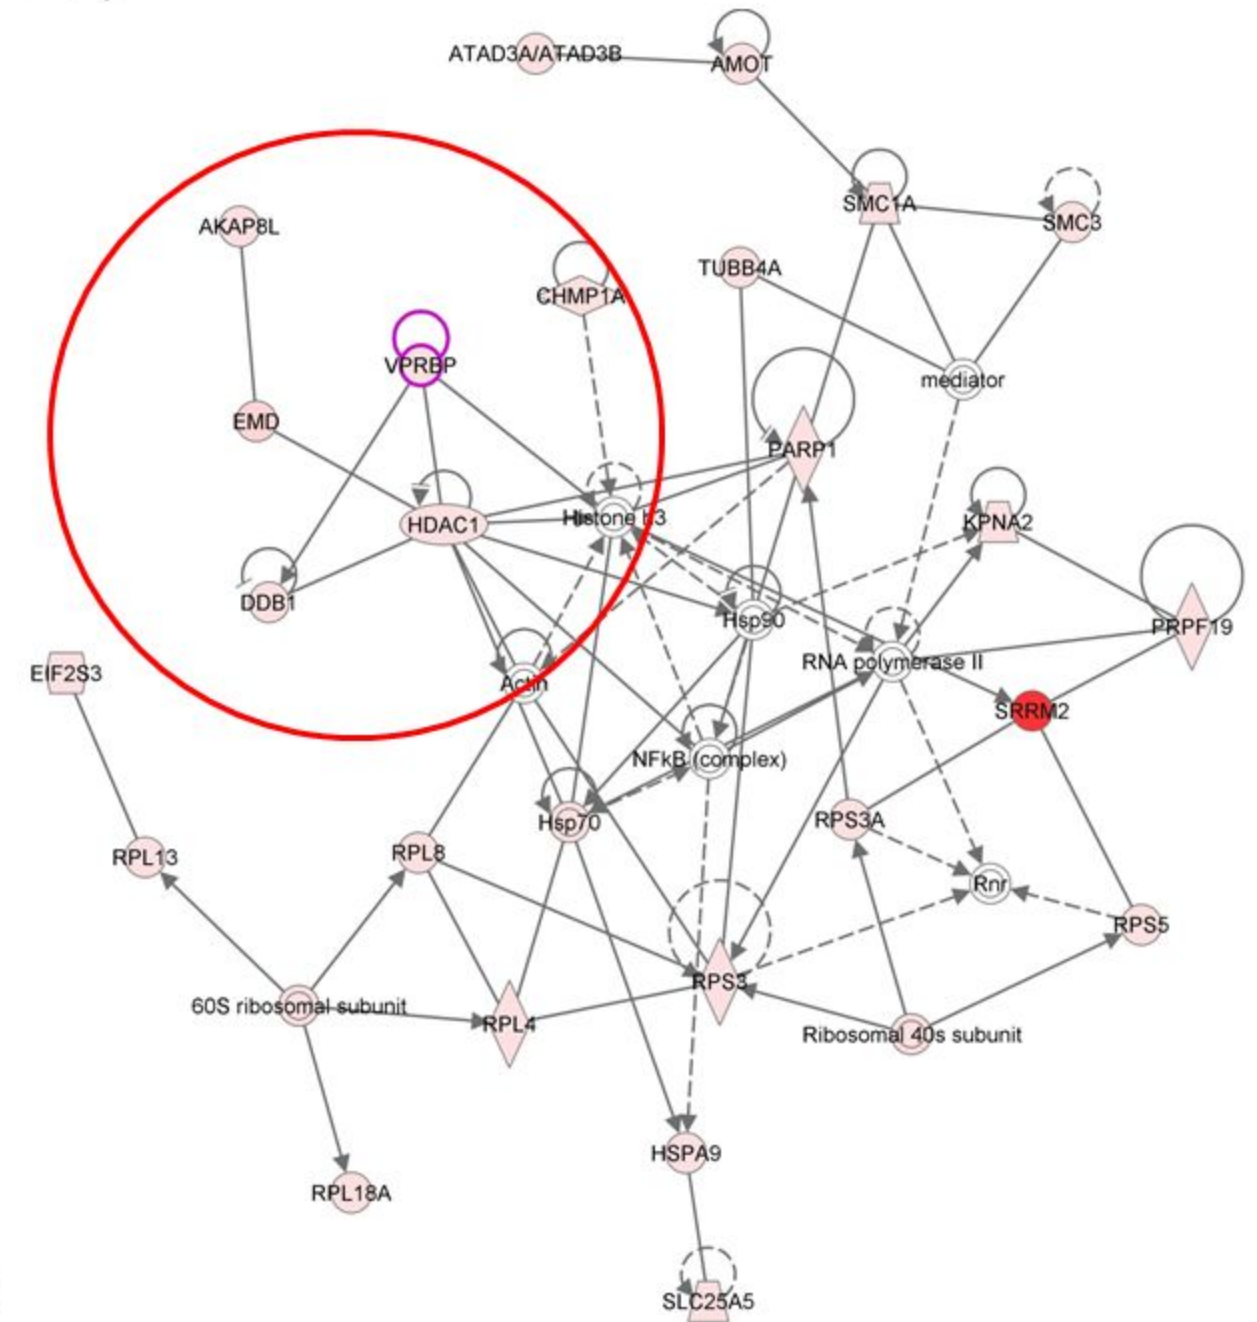 ATAD3A/ATAD3B
AMOT
SMC1A
SMC3
AKAP8L
TUBB4A
CHMP1A
VPRBP
mediator
EMD
PARP1
HDAC1
Histone h3
KPNA2
DDB1
Hsp90
PRPF19
RNA polymerase II
EIF2S3
Actin
SRRM2
NFkB (complex)
Hsp70
RPS3A
RPL13
RPL8
Rnr
RPS5
RPS3
60S ribosomal subunit
RPL4
Ribosomal 40s subunit
HSPA9
RPL18A
SLC25A5